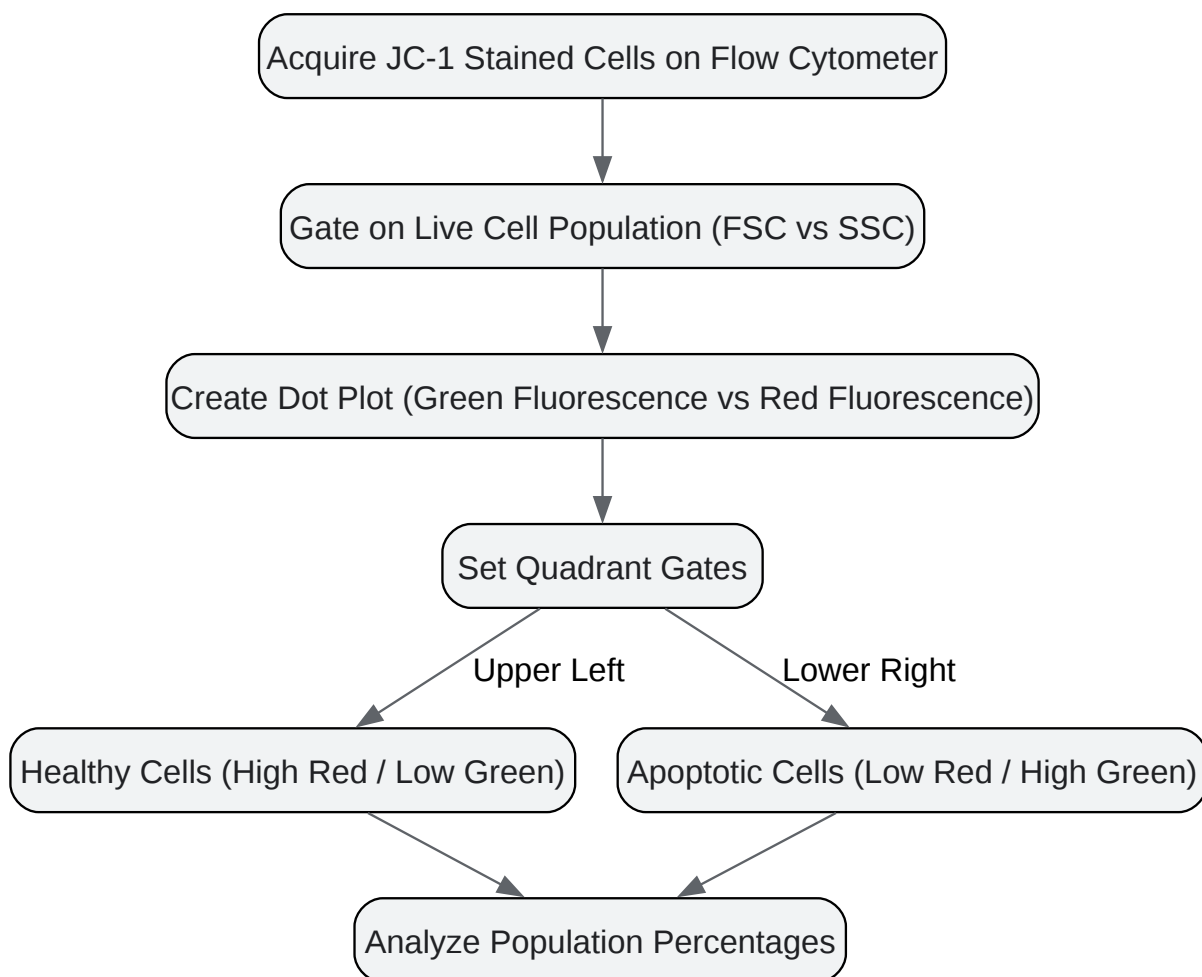 Acquire JC-1 Stained Cells on Flow Cytometer
Gate on Live Cell Population (FSC vs SSC)
Create Dot Plot (Green Fluorescence vs Red Fluorescence)
Set Quadrant Gates
Upper Left
Lower Right
Healthy Cells (High Red / Low Green)
Apoptotic Cells (Low Red / High Green)
Analyze Population Percentages